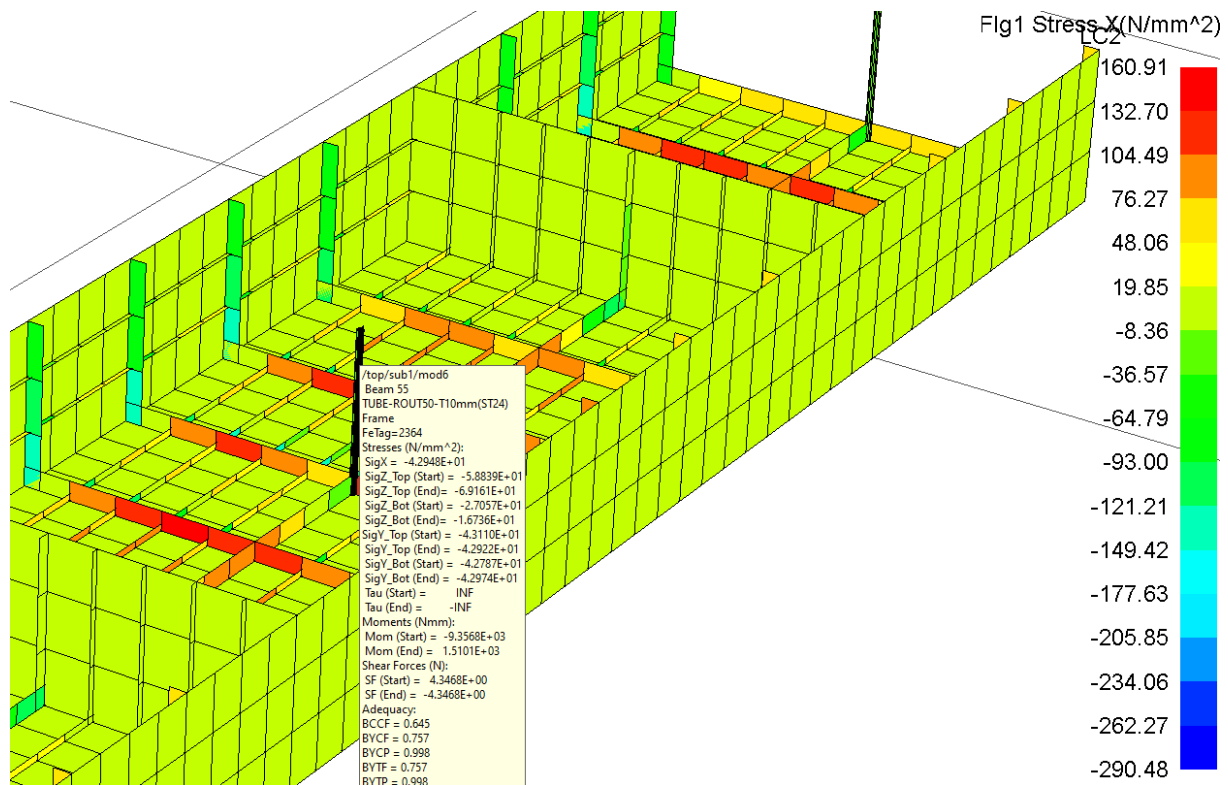 Flg1 Stress-X(N/mm^2)
LC2
160.91
132.70
104.49
76.27
48.06
19.85
-8.36
-36.57
-64.79
-93.00
-121.21
-149.42
-177.63
-205.85
-234.06
-262.27
-290.48
/top/sub1/mod6
Beam 55
TUBE-ROUT50-T10mm(ST24)
Frame
FeTag=2364
Stresses (N/mm^2):
SigX = -4.2948E+01
SigZ_Top (Start) = -5.8839E+01
SigZ_Top (End)= -6.9161E+01
SigZ_Bot (Start) = -2.7057E+01
SigZ_Bot (End)= -1.6736E+01
SigY_Top (Start) = -4.3110E+01
SigY_Top (End) = -4.2922E+01
SigY_Bot (Start) = -4.2787E+01
SigY_Bot (End) = -4.2974E+01
Tau (Start) = INF
Tau (End) = -INF
Moments (Nmm):
Mom (Start) = -9.3568E+03
Mom (End) = 1.5101E+03
Shear Forces (N):
SF (Start) = 4.3468E+00
SF (End) = -4.3468E+00
Adequacy:
BCCF = 0.645
BYCF = 0.757
BYCP = 0.998
BYTF = 0.757
BYTP = 0.998